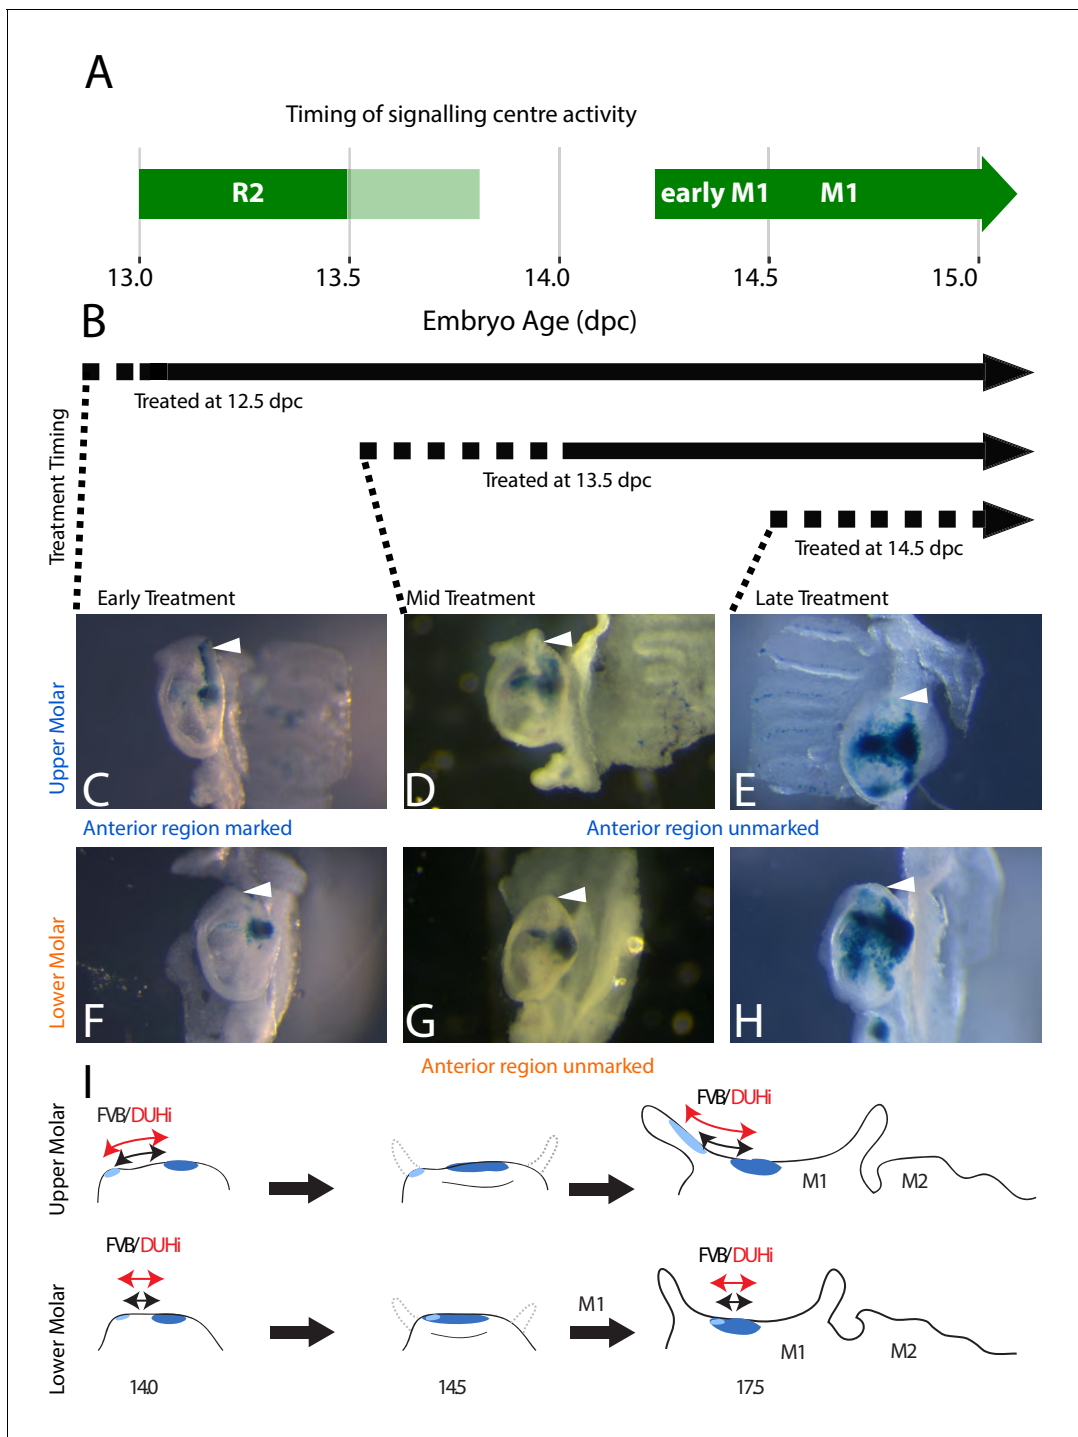 A
Timing of signalling centre activity
R2
early M1
M1
13.0
13.5
14.0
14.5
15.0
B
Embryo Age (dpc)
Treatment Timing
Treated at 12.5 dpc
Treated at 13.5 dpc
Treated at 14.5 dpc
Early Treatment
Mid Treatment
Late Treatment
Upper Molar
C
D
E
Anterior region marked
Anterior region unmarked
Lower Molar
F
G
H
Anterior region unmarked
I
Upper Molar
FVB/DUHi
FVB/DUHi
M1
M2
Lower Molar
FVB/DUHi
M1
FVB/DUHi
M1
M2
14.0
14.5
17.5